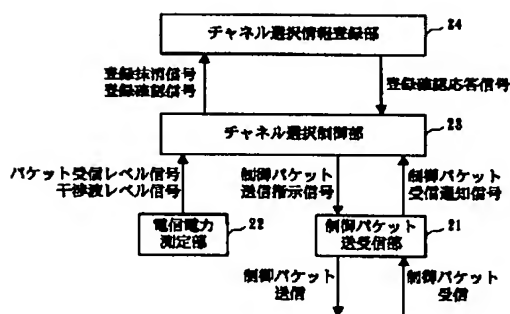 チャネル選択情報登録部
24
登録抹消信号
登録確認信号
登録確認応答信号
チャネル選択制御部
23
パケット受信レベル信号
干渉波レベル信号
制御パケット
送信指示信号
制御パケット
受信通知信号
電信電力
測定部
22
制御パケット
送受信部
21
制御パケット
送信
制御パケット
受信